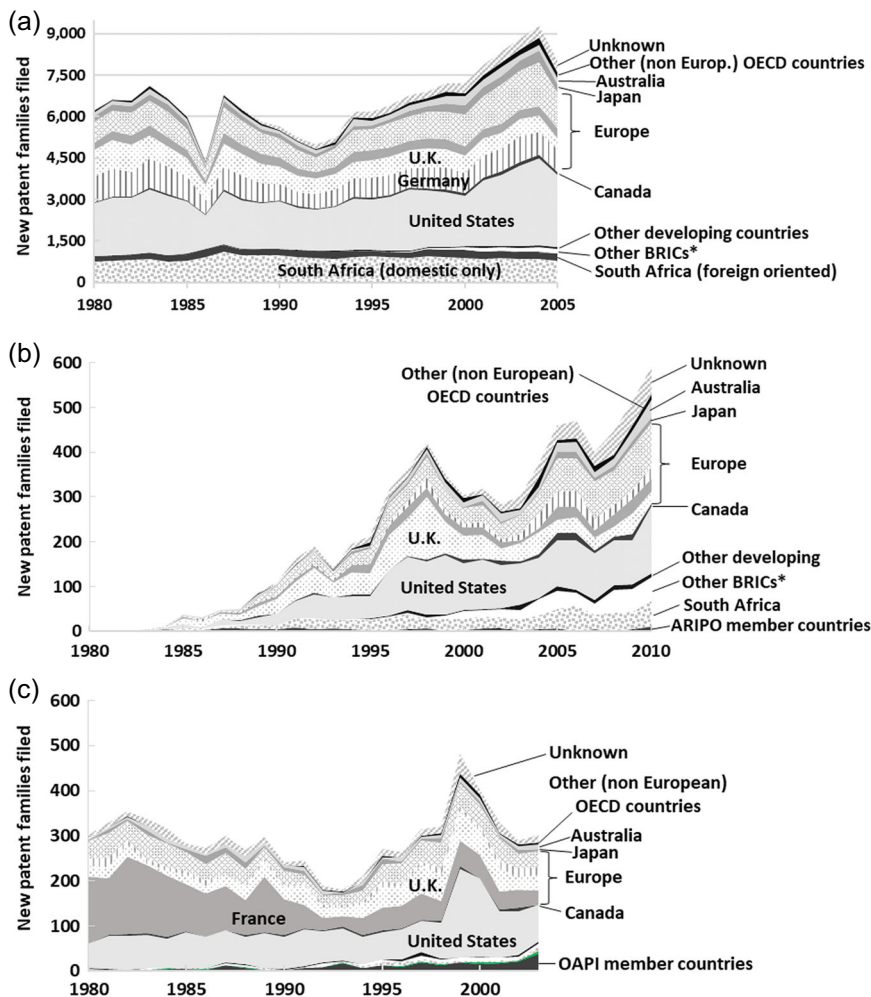 (a)
New patent families filed
9,000
7,500
6,000
4,500
3,000
1,500
0
1980
1985
1990
1995
2000
2005
U.K.
Germany
United States
South Africa (domestic only)
Unknown
Other (non Europ.) OECD countries
Australia
Japan
Europe
Canada
Other developing countries
Other BRICs*
South Africa (foreign oriented)
(b)
New patent families filed
600
500
400
300
200
100
0
1980
1985
1990
1995
2000
2005
2010
Other (non European)
OECD countries
U.K.
United States
Unknown
Australia
Japan
Europe
Canada
Other developing
Other BRICs*
South Africa
ARIPO member countries
(c)
New patent families filed
600
500
400
300
200
100
0
1980
1985
1990
1995
2000
France
U.K.
United States
Unknown
Other (non European)
OECD countries
Australia
Japan
Europe
Canada
OAPI member countries